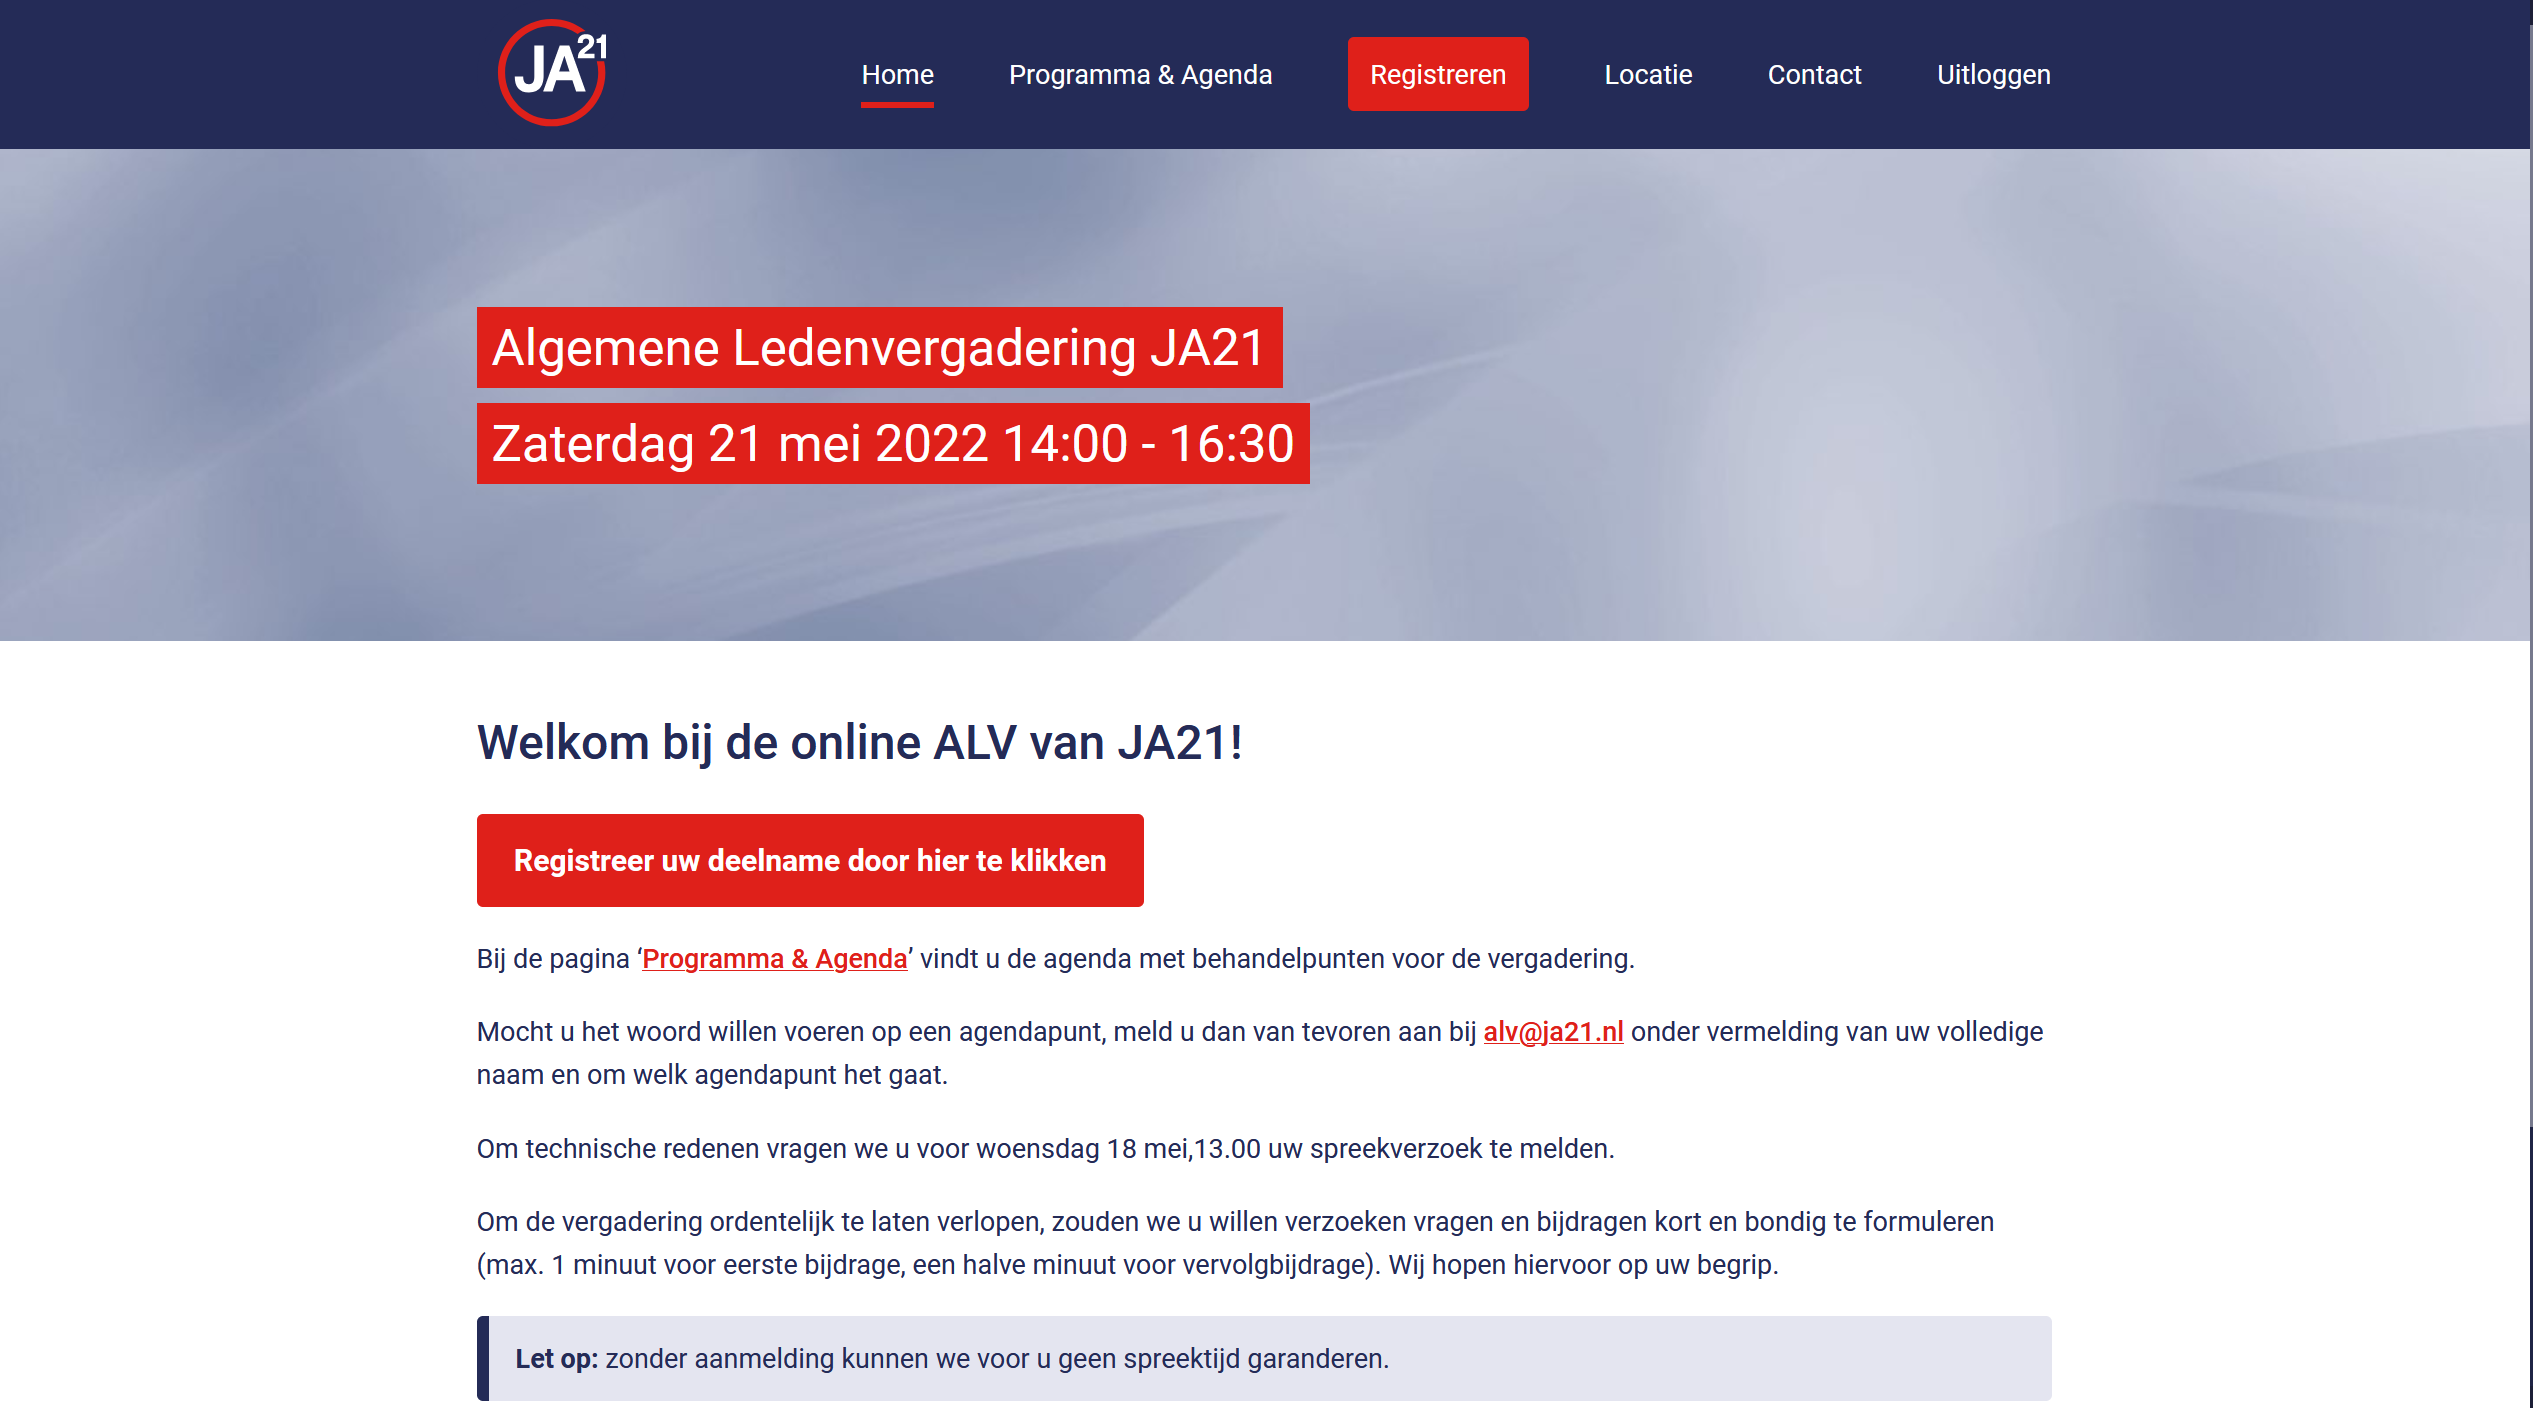 JA21
Home
Programma & Agenda
Registreren
Locatie
Contact
Uitloggen
Algemene Ledenvergadering JA21
Zaterdag 21 mei 2022 14:00 - 16:30
Welkom bij de online ALV van JA21!
Registreer uw deelname door hier te klikken
Bij de pagina ‘Programma & Agenda’ vindt u de agenda met behandelpunten voor de vergadering.
Mocht u het woord willen voeren op een agendapunt, meld u dan van tevoren aan bij alv@ja21.nl onder vermelding van uw volledige
naam en om welk agendapunt het gaat.
Om technische redenen vragen we u voor woensdag 18 mei,13.00 uw spreekverzoek te melden.
Om de vergadering ordentelijk te laten verlopen, zouden we u willen verzoeken vragen en bijdragen kort en bondig te formuleren
(max. 1 minuut voor eerste bijdrage, een halve minuut voor vervolgbijdrage). Wij hopen hiervoor op uw begrip.
Let op: zonder aanmelding kunnen we voor u geen spreektijd garanderen.